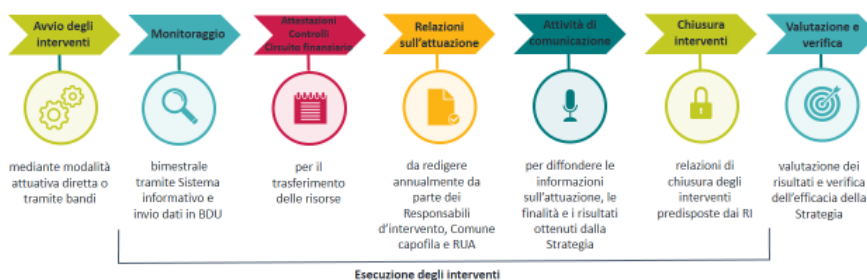 Avvio degli
interventi
Monitoraggio
Attestazioni
Controlli
Circuito finanziario
Relazioni
sull'attuazione
Attività di
comunicazione
Chiusura
interventi
Valutazione e
verifica
mediante modalità
attuativa diretta o
tramite bandi
bimestrale
tramite Sistema
informativo e
invio dati in BDU
per il
trasferimento
delle risorse
da redigere
annualmente da
parte dei
Responsabili
d'intervento, Comune
capofila e RUA
per diffondere le
informazioni
sull'attuazione, le
finalità e i risultati
ottenuti dalla
Strategia
relazioni di
chiusura degli
interventi
predisposte dai RI
valutazione dei
risultati e verifica
dell'efficacia della
Strategia
Esecuzione degli interventi